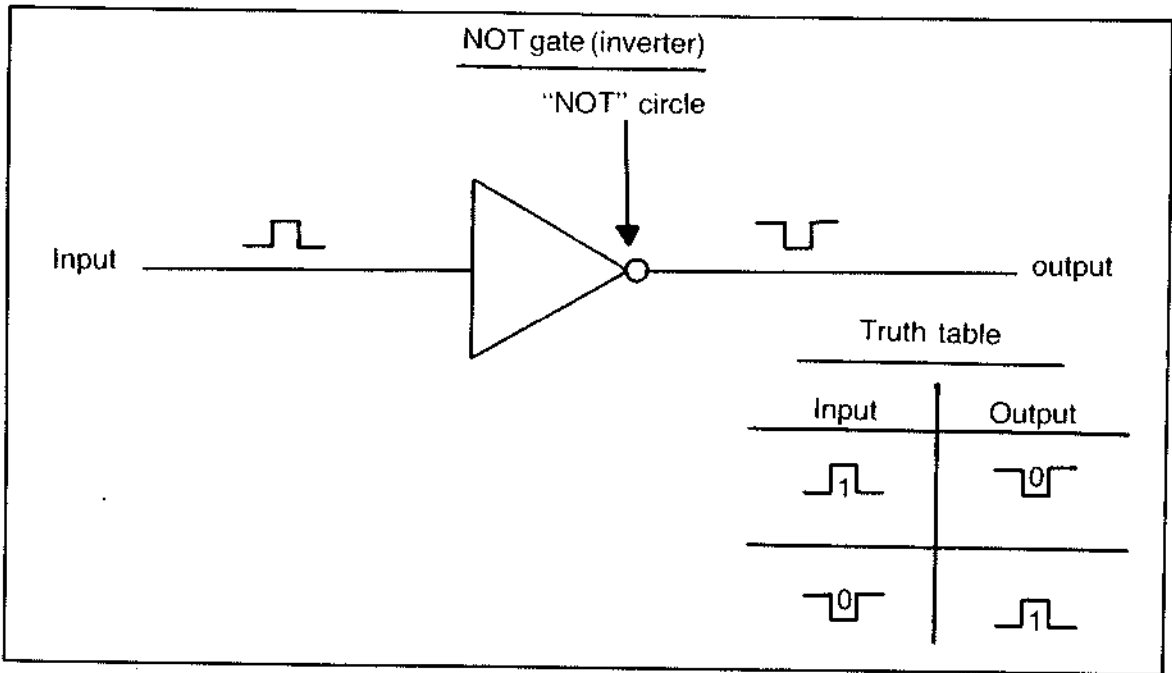 NOT gate (inverter)
"NOT" circle
Input
output
Truth table
Input Output
1 0
0 1